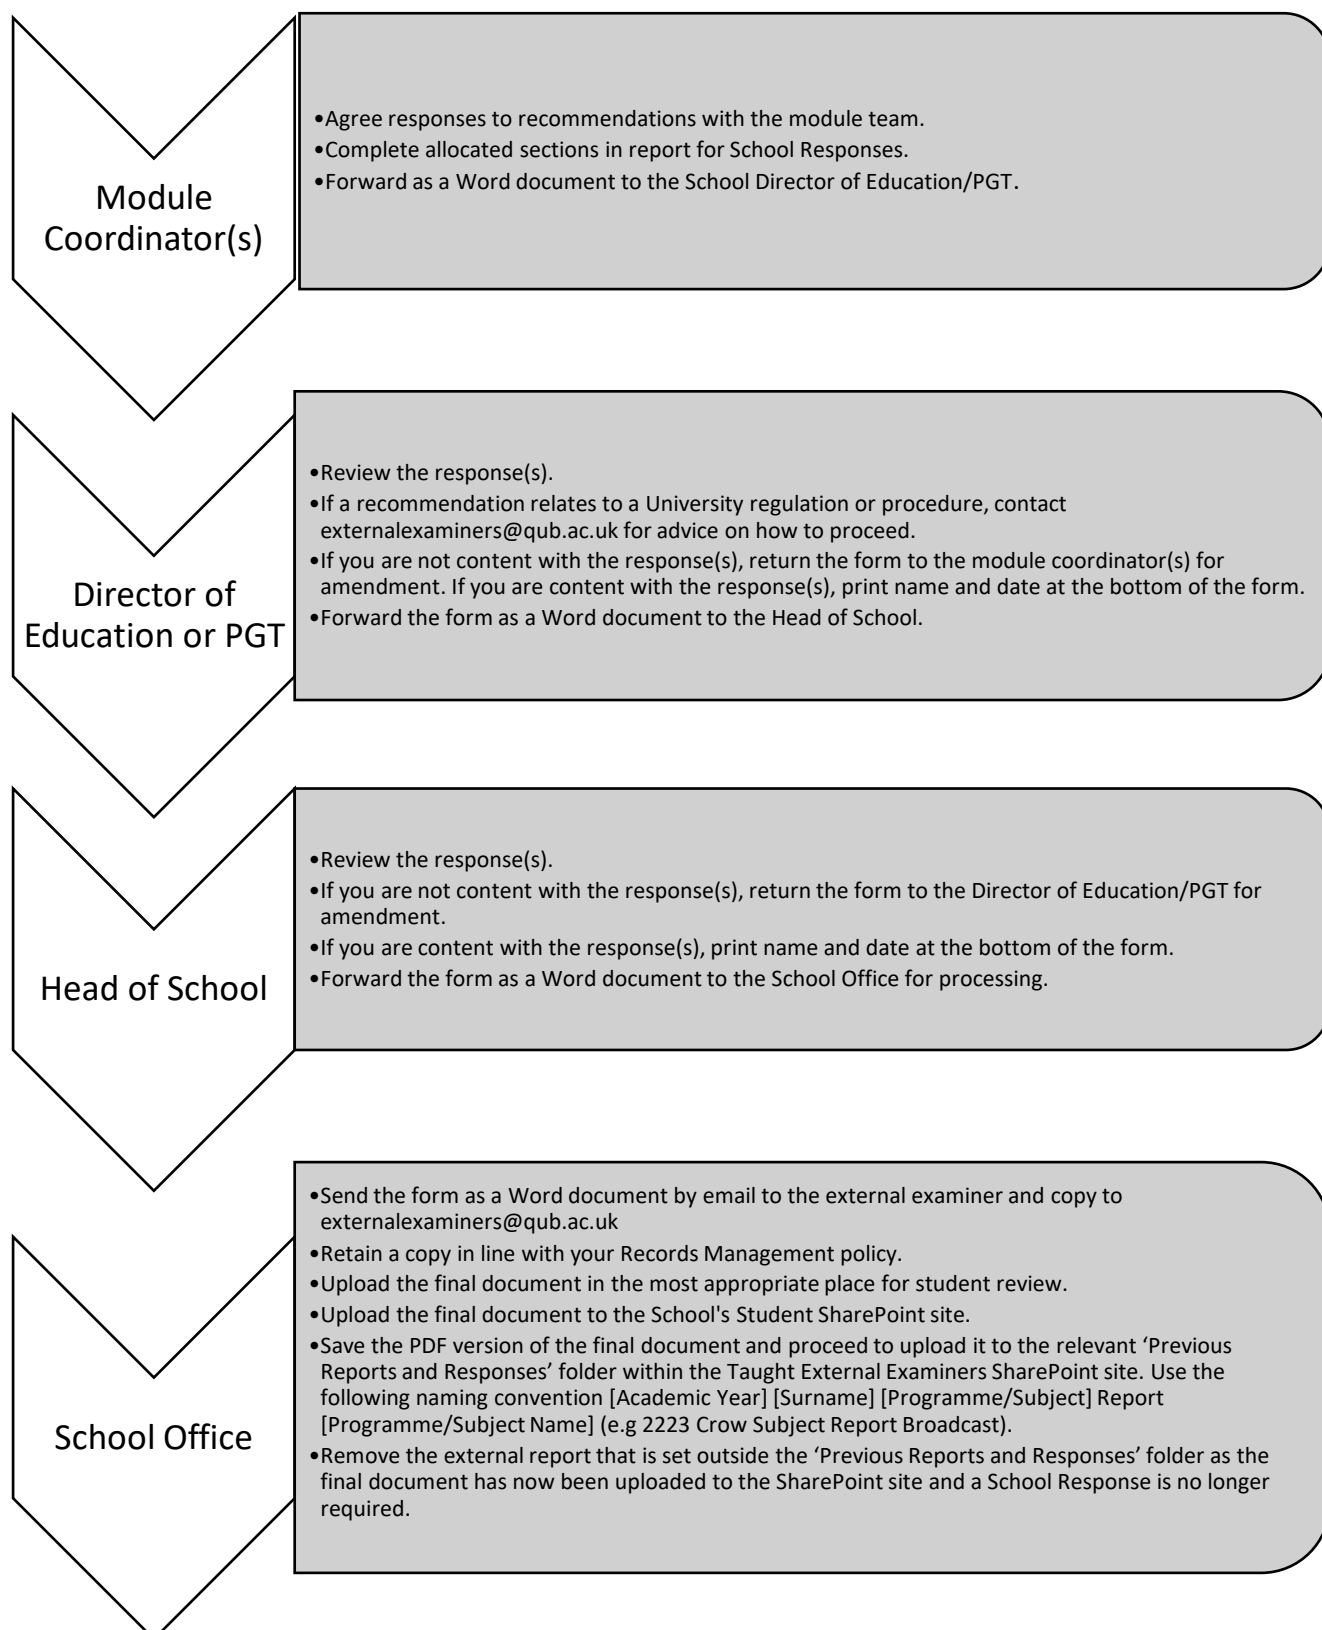 Module
Coordinator(s)
•Agree responses to recommendations with the module team.
•Complete allocated sections in report for School Responses.
•Forward as a Word document to the School Director of Education/PGT.
Director of
Education or PGT
•Review the response(s).
•If a recommendation relates to a University regulation or procedure, contact
externalexaminers@qub.ac.uk for advice on how to proceed.
•If you are not content with the response(s), return the form to the module coordinator(s) for
amendment. If you are content with the response(s), print name and date at the bottom of the form.
•Forward the form as a Word document to the Head of School.
Head of School
•Review the response(s).
•If you are not content with the response(s), return the form to the Director of Education/PGT for
amendment.
•If you are content with the response(s), print name and date at the bottom of the form.
•Forward the form as a Word document to the School Office for processing.
School Office
•Send the form as a Word document by email to the external examiner and copy to
externalexaminers@qub.ac.uk
•Retain a copy in line with your Records Management policy.
•Upload the final document in the most appropriate place for student review.
•Upload the final document to the School's Student SharePoint site.
•Save the PDF version of the final document and proceed to upload it to the relevant ‘Previous
Reports and Responses’ folder within the Taught External Examiners SharePoint site. Use the
following naming convention [Academic Year] [Surname] [Programme/Subject] Report
[Programme/Subject Name] (e.g 2223 Crow Subject Report Broadcast).
•Remove the external report that is set outside the ‘Previous Reports and Responses’ folder as the
final document has now been uploaded to the SharePoint site and a School Response is no longer
required.